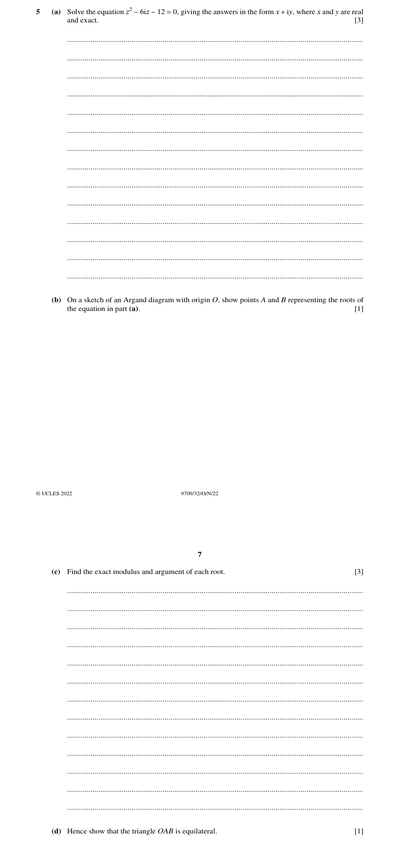 5 (a) Solve the equation z² − 6iz − 12 = 0, giving the answers in the form x + iy, where x and y are real
and exact. [3]
(b) On a sketch of an Argand diagram with origin O, show points A and B representing the roots of
the equation in part (a). [1]
© UCLES 2022 9709/32/O/N/22
7
(c) Find the exact modulus and argument of each root. [3]
(d) Hence show that the triangle OAB is equilateral. [1]